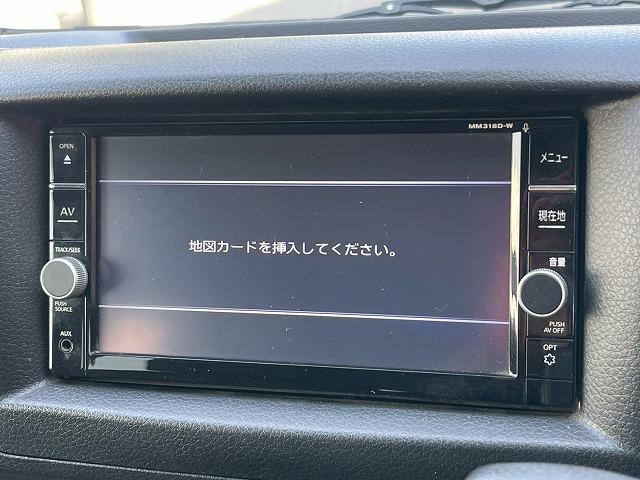 MM318D-W
OPEN
メニュー
AV
現在地
TRACK/SEEK
地図カードを挿入してください。
音量
PUSH
SOURCE
PUSH
AV OFF
AUX
OPT